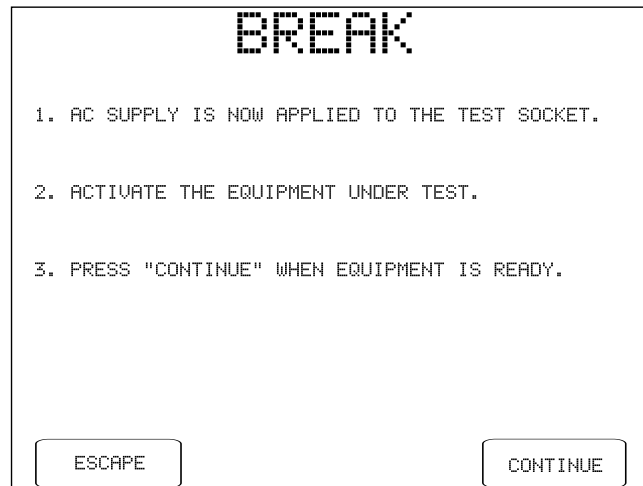 BREAK
1. AC SUPPLY IS NOW APPLIED TO THE TEST SOCKET.
2. ACTIVATE THE EQUIPMENT UNDER TEST.
3. PRESS "CONTINUE" WHEN EQUIPMENT IS READY.
ESCAPE
CONTINUE